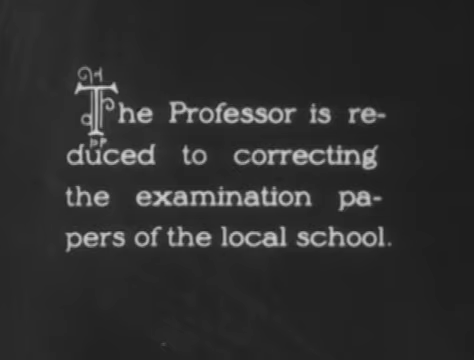 The Professor is re-
duced to correcting
the examination pa-
pers of the local school.